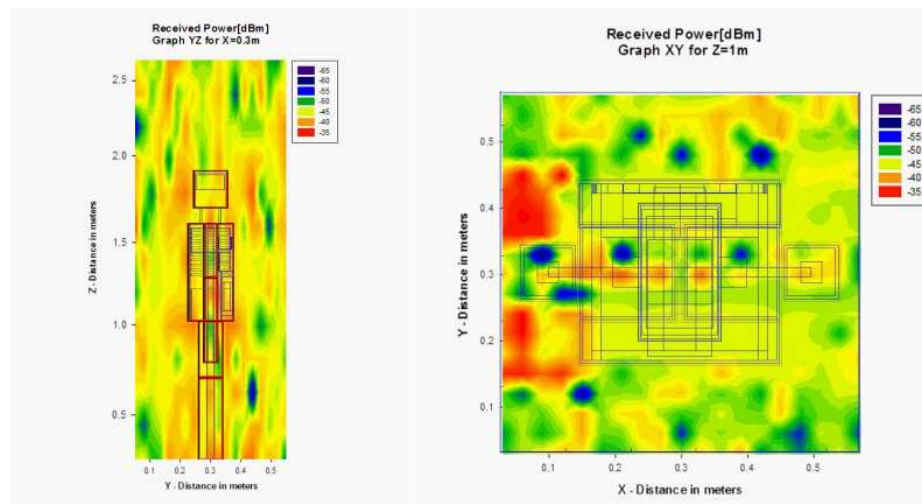 Received Power[dBm]
Graph YZ for X=0.3m
2.5
2.0
1.5
1.0
0.5
Z - Distance in meters
0.1 0.2 0.3 0.4 0.5
Y - Distance in meters
-65
-60
-55
-50
-45
-40
-35
Received Power[dBm]
Graph XY for Z=1m
0.5
0.4
0.3
0.2
0.1
Y - Distance in meters
0.1 0.2 0.3 0.4 0.5
X - Distance in meters
-65
-60
-55
-50
-45
-40
-35